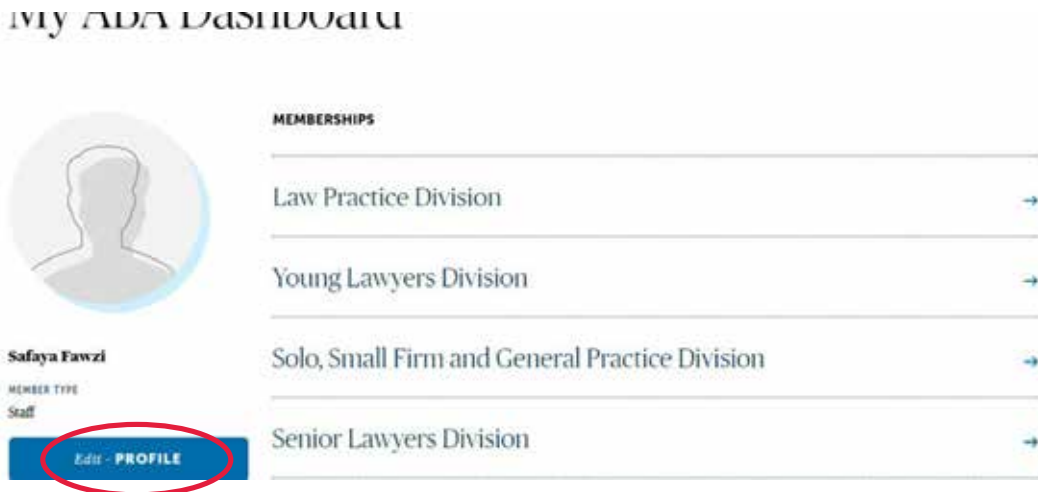 My ABA Dashboard
MEMBERSHIPS
Law Practice Division
→
Young Lawyers Division
→
Safaya Fawzi
Solo, Small Firm and General Practice Division
→
MEMBER TYPE
Staff
Senior Lawyers Division
→
Edit - PROFILE